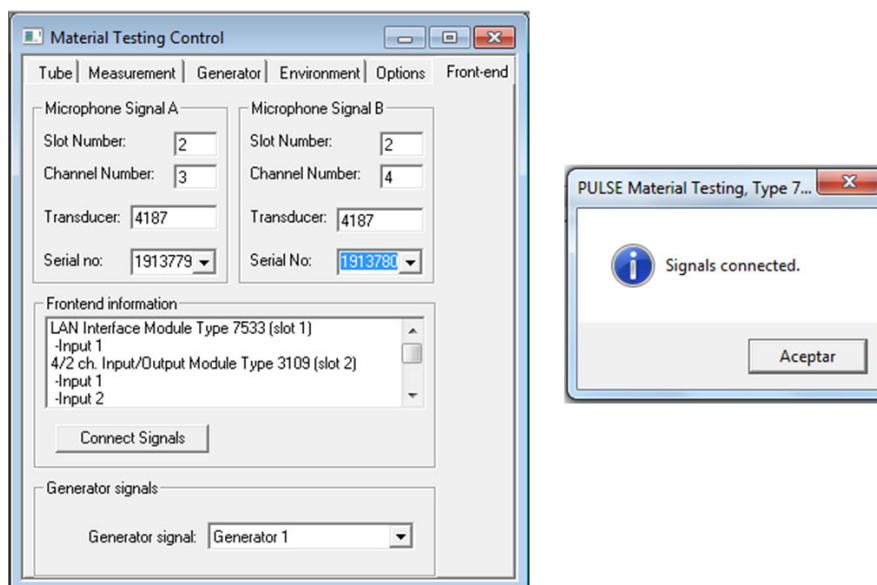 Material Testing Control
Tube Measurement Generator Environment Options Front-end
Microphone Signal A
Slot Number: 2
Channel Number: 3
Transducer: 4187
Serial no: 1913779
Microphone Signal B
Slot Number: 2
Channel Number: 4
Transducer: 4187
Serial No: 1913780
Frontend information
LAN Interface Module Type 7533 (slot 1)
-Input 1
4/2 ch. Input/Output Module Type 3109 (slot 2)
-Input 1
-Input 2
Connect Signals
Generator signals
Generator signal: Generator 1
PULSE Material Testing, Type 7...
Signals connected.
Aceptar